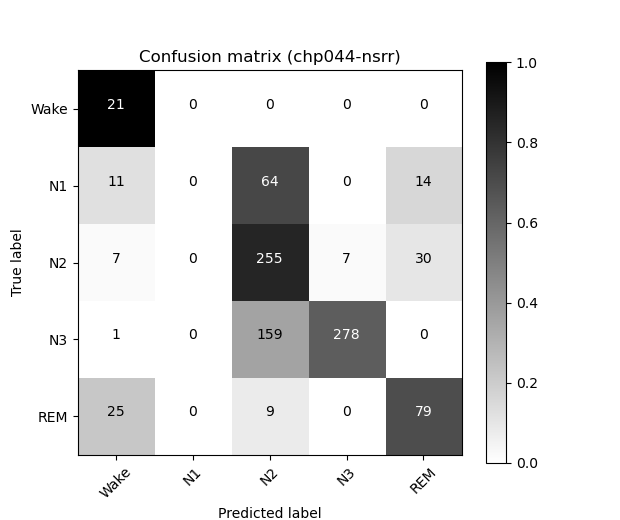 Confusion matrix (chp044-nsrr)
True label
Wake 21 0 0 0 0
N1 11 0 64 0 14
N2 7 0 255 7 30
N3 1 0 159 278 0
REM 25 0 9 0 79
Wake N1 N2 N3 REM
Predicted label
1.0
0.8
0.6
0.4
0.2
0.0